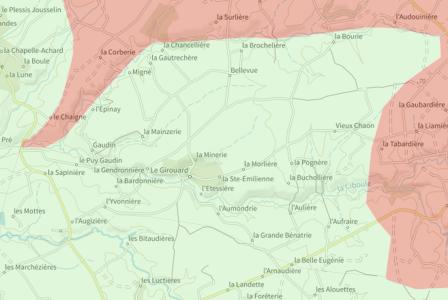 le Plessis Jousselin
andes
la Surlière
l'Audouinière
la Chapelle-Achard
la Corberie
la Chancellière
la Brochelière
la Bourie
la Boule
la Gautrechère
la Lune
Migné
Bellevue
l'Épinay
la Gaubardière
le Chaigne
la Mainzerie
Vieux Chaon
la Liamiè
Pré
Gaudin
la Tabardière
le Puy Gaudin
la Minerie
la Morlière
la Pognère
la Sapinière
la Gendronnière
Le Girouard
la Bardonnière
la Ste-Émilienne
la Bucholière
l'Etessière
la Ciboule
l'Yvonnière
les Mottes
l'Aumondrie
l'Aulière
l'Augizière
l'Aufraire
les Bitaudières
la Grande Bénatrie
les Marchézières
la Belle Eugénie
l'Arnaudière
les Luctières
la Landette
les Alouettes
la Forêterie